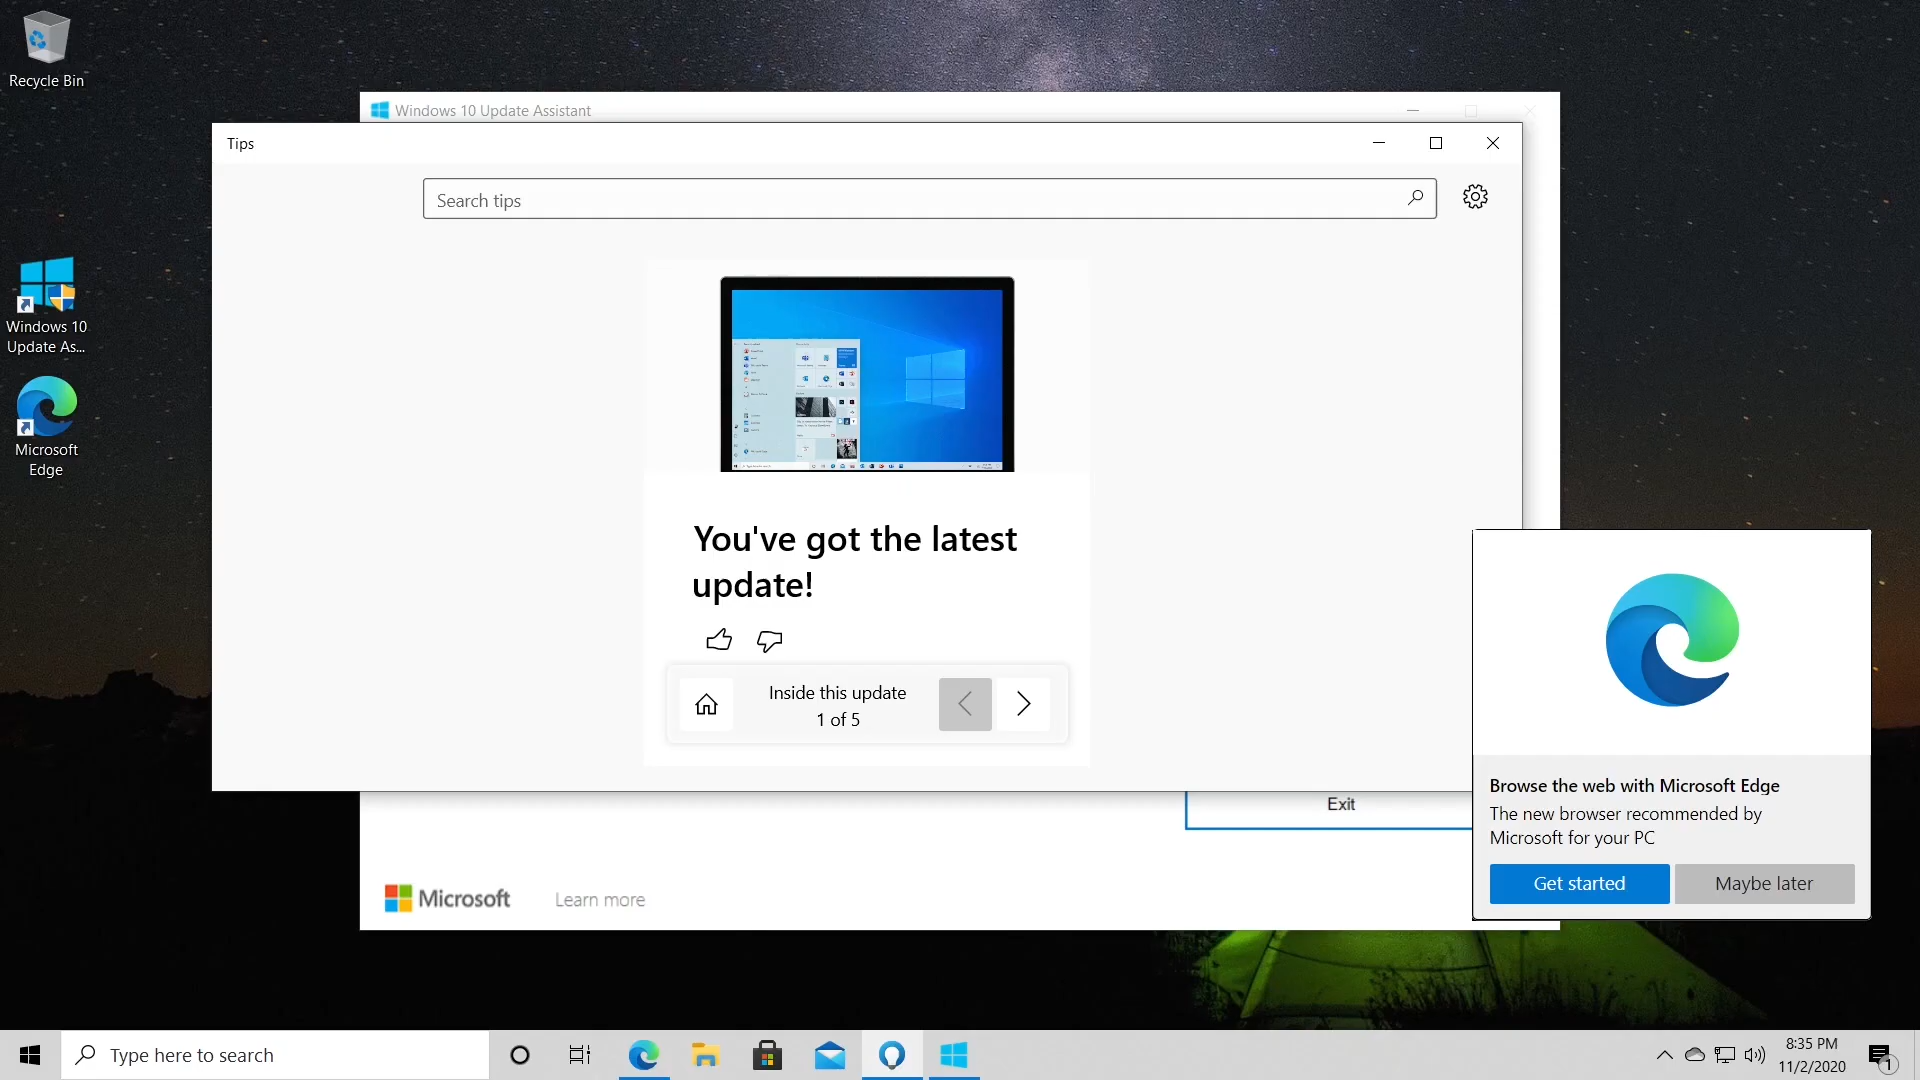 Recycle Bin
Windows 10 Update Assistant
Tips
Search tips
Windows 10
Update As...
Microsoft
Edge
You've got the latest
update!
Inside this update
1 of 5
Exit
Microsoft
Learn more
Browse the web with Microsoft Edge
The new browser recommended by
Microsoft for your PC
Get started
Maybe later
Type here to search
8:35 PM
11/2/2020
1